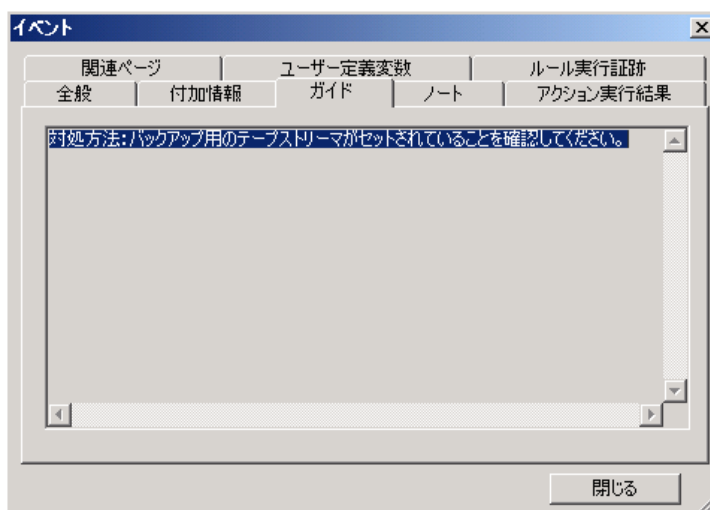 イベント
関連ページ
ユーザー定義変数
ルール実行証跡
全般
付加情報
ガイド
ノート
アクション実行結果
対処方法：バックアップ用のテープストリーマがセットされていることを確認してください。
閉じる